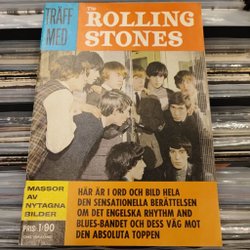 TRÄFF
MED
The
ROLLING
STONES
MASSOR
AV
NYTAGNA
BILDER
PRIS 1:90
HÄR ÄR I ORD OCH BILD HELA
DEN SENSATIONELLA BERÄTTELSEN
OM DET ENGELSKA RHYTHM AND
BLUES-BANDET OCH DESS VÄG MOT
DEN ABSOLUTA TOPPEN